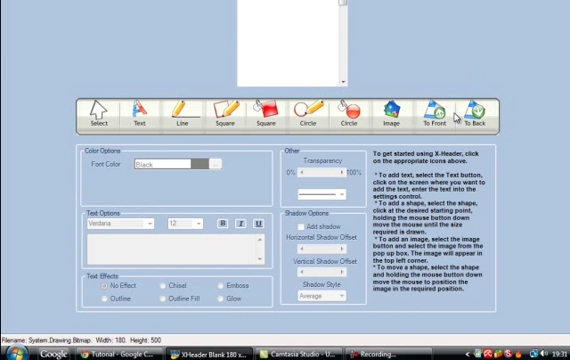 Select Text Line Square Square Circle Circle Image To Front To Back
Color Options
Font Color
Black
...
Other
Transparency
0% 100%
Text Options
Verdana
12
B I U
Text Effects
No Effect
Chisel
Emboss
Outline
Outline Fill
Glow
Shadow Options
Add shadow
Horizontal Shadow Offset
Vertical Shadow Offset
Shadow Style
Average
To get started using X-Header, click
on the appropriate icons above.
* To add text, select the Text button,
click on the screen where you want to
add the text, enter the text into the
settings control.
* To add a shape, select the shape,
click at the desired starting point,
holding the mouse button down
move the mouse until the size
required is drawn.
* To add an image, select the image
button and select the image from the
pop up box. The image will appear in
the top left corner.
* To move a shape, select the shape
and holding the mouse button down
move the mouse to position the
image in the required position.
Filename: System.Drawing.Bitmap. Width: 180. Height: 500
Google
Tutorial - Google C...
XHeader Blank 180 x...
Camtasia Studio - U...
Recording...
19:31